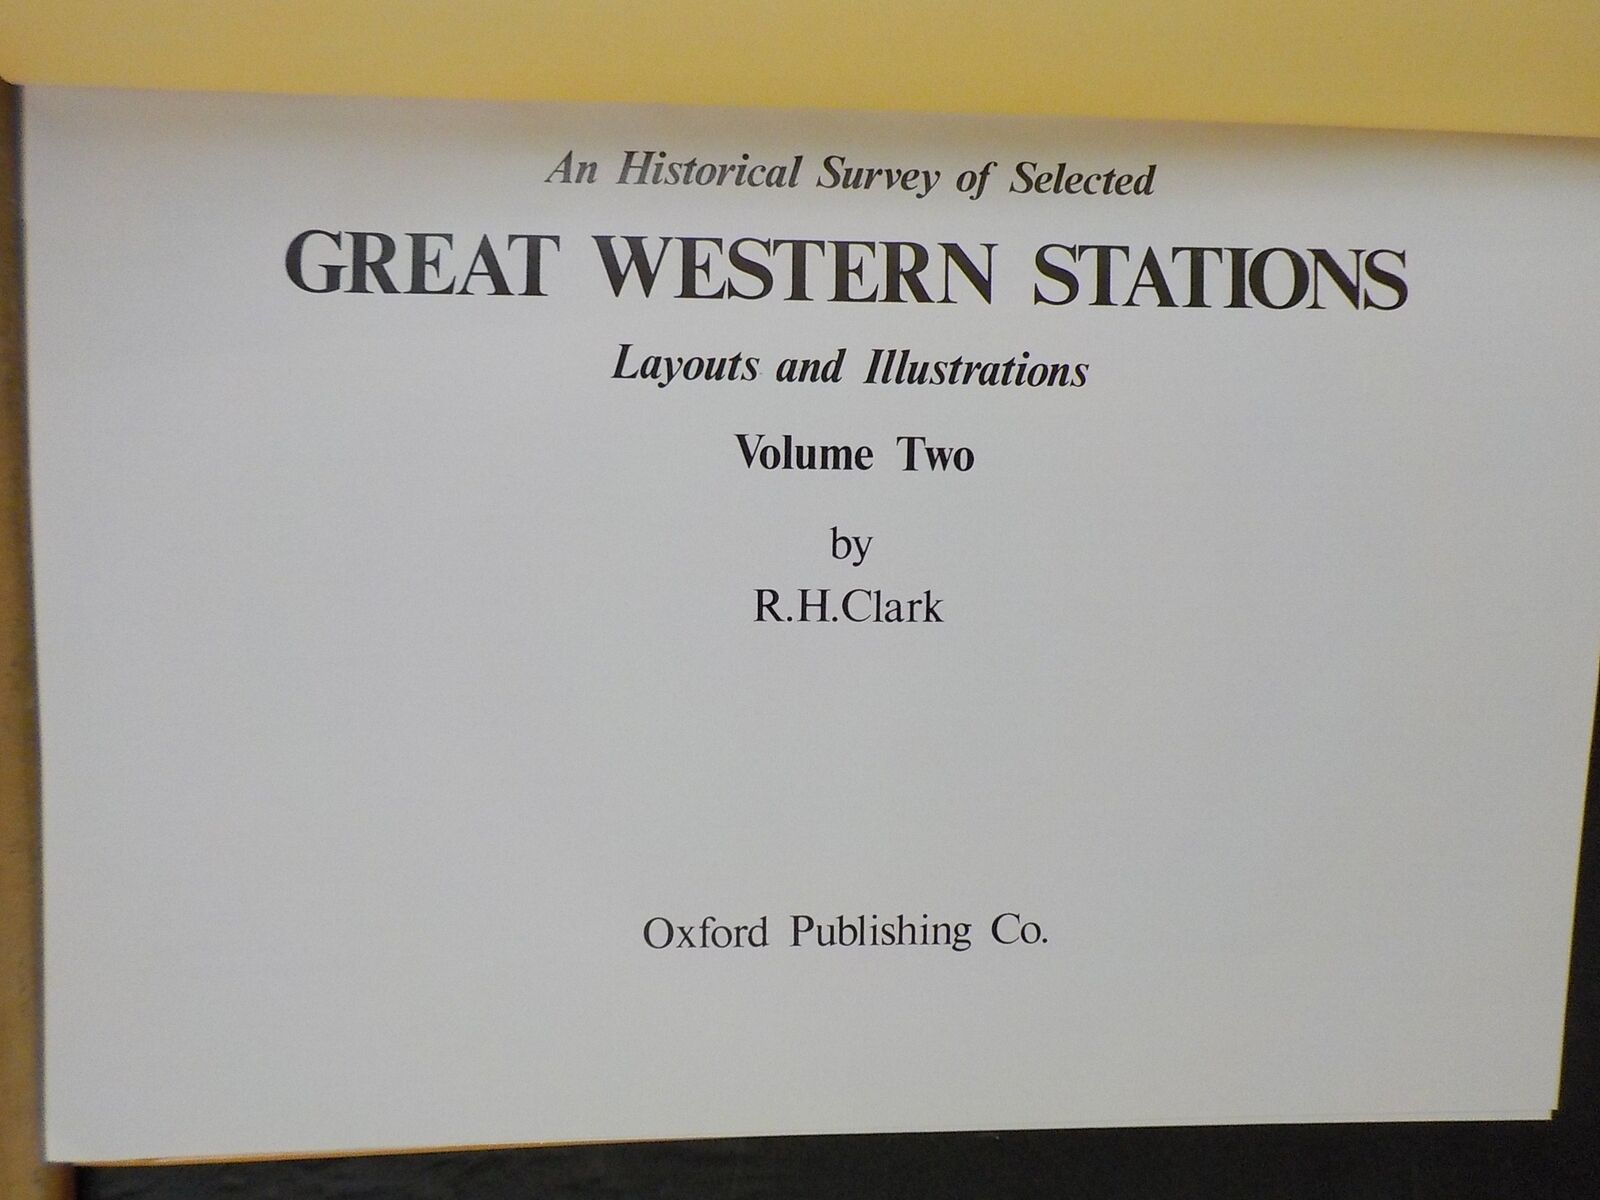 An Historical Survey of Selected
GREAT WESTERN STATIONS
Layouts and Illustrations
Volume Two
by
R.H.Clark
Oxford Publishing Co.